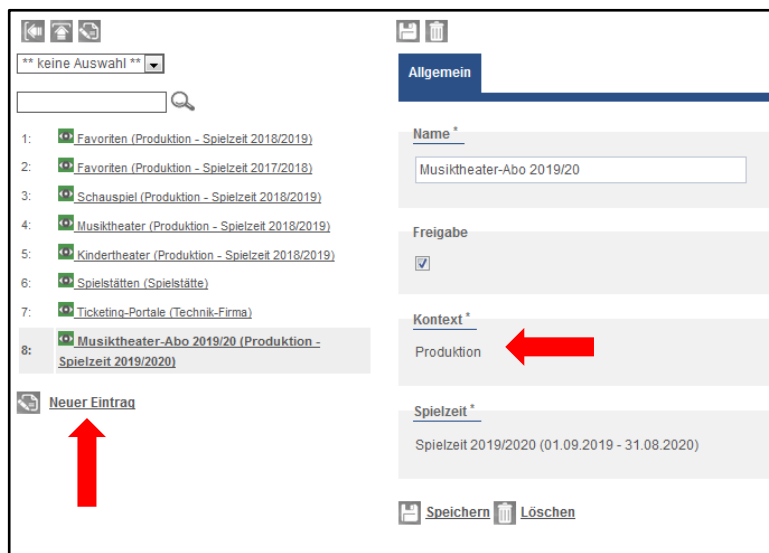 ** keine Auswahl **
1: Favoriten (Produktion - Spielzeit 2018/2019)
2: Favoriten (Produktion - Spielzeit 2017/2018)
3: Schauspiel (Produktion - Spielzeit 2018/2019)
4: Musiktheater (Produktion - Spielzeit 2018/2019)
5: Kindertheater (Produktion - Spielzeit 2018/2019)
6: Spielstätten (Spielstätte)
7: Ticketing-Portale (Technik-Firma)
8: Musiktheater-Abo 2019/20 (Produktion -
Spielzeit 2019/2020)
Neuer Eintrag
Allgemein
Name *
Musiktheater-Abo 2019/20
Freigabe
Kontext *
Produktion
Spielzeit *
Spielzeit 2019/2020 (01.09.2019 - 31.08.2020)
Speichern Löschen